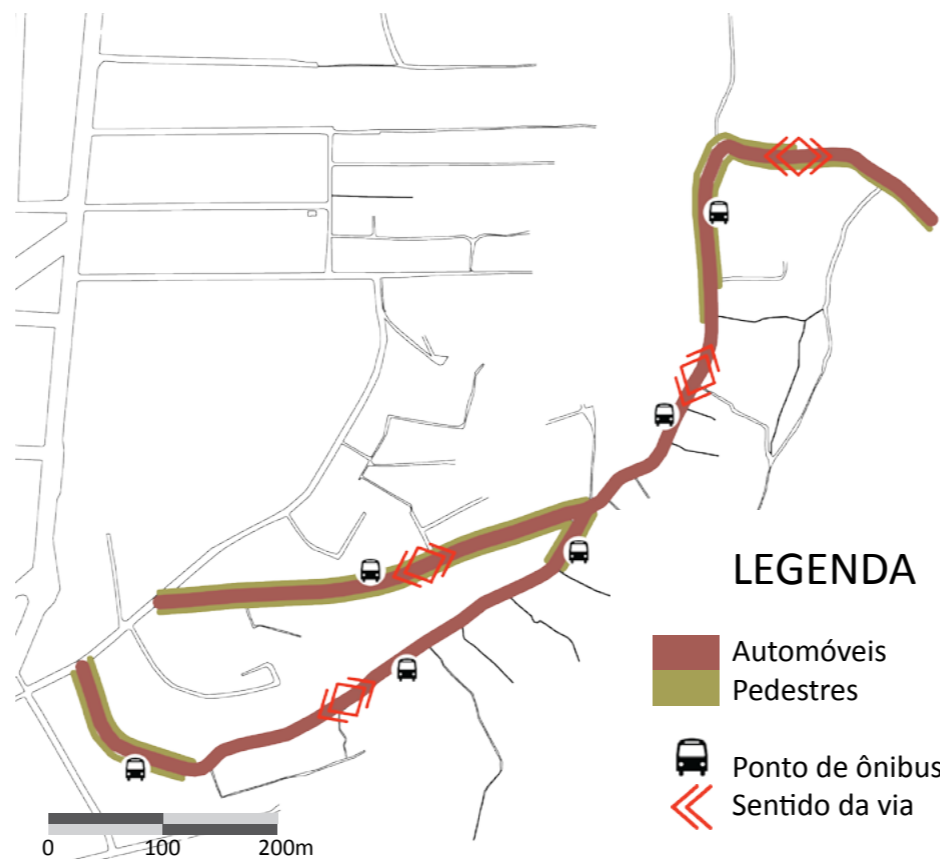 LEGENDA
Automóveis
Pedestres
Ponto de ônibus
Sentido da via
0 100 200m